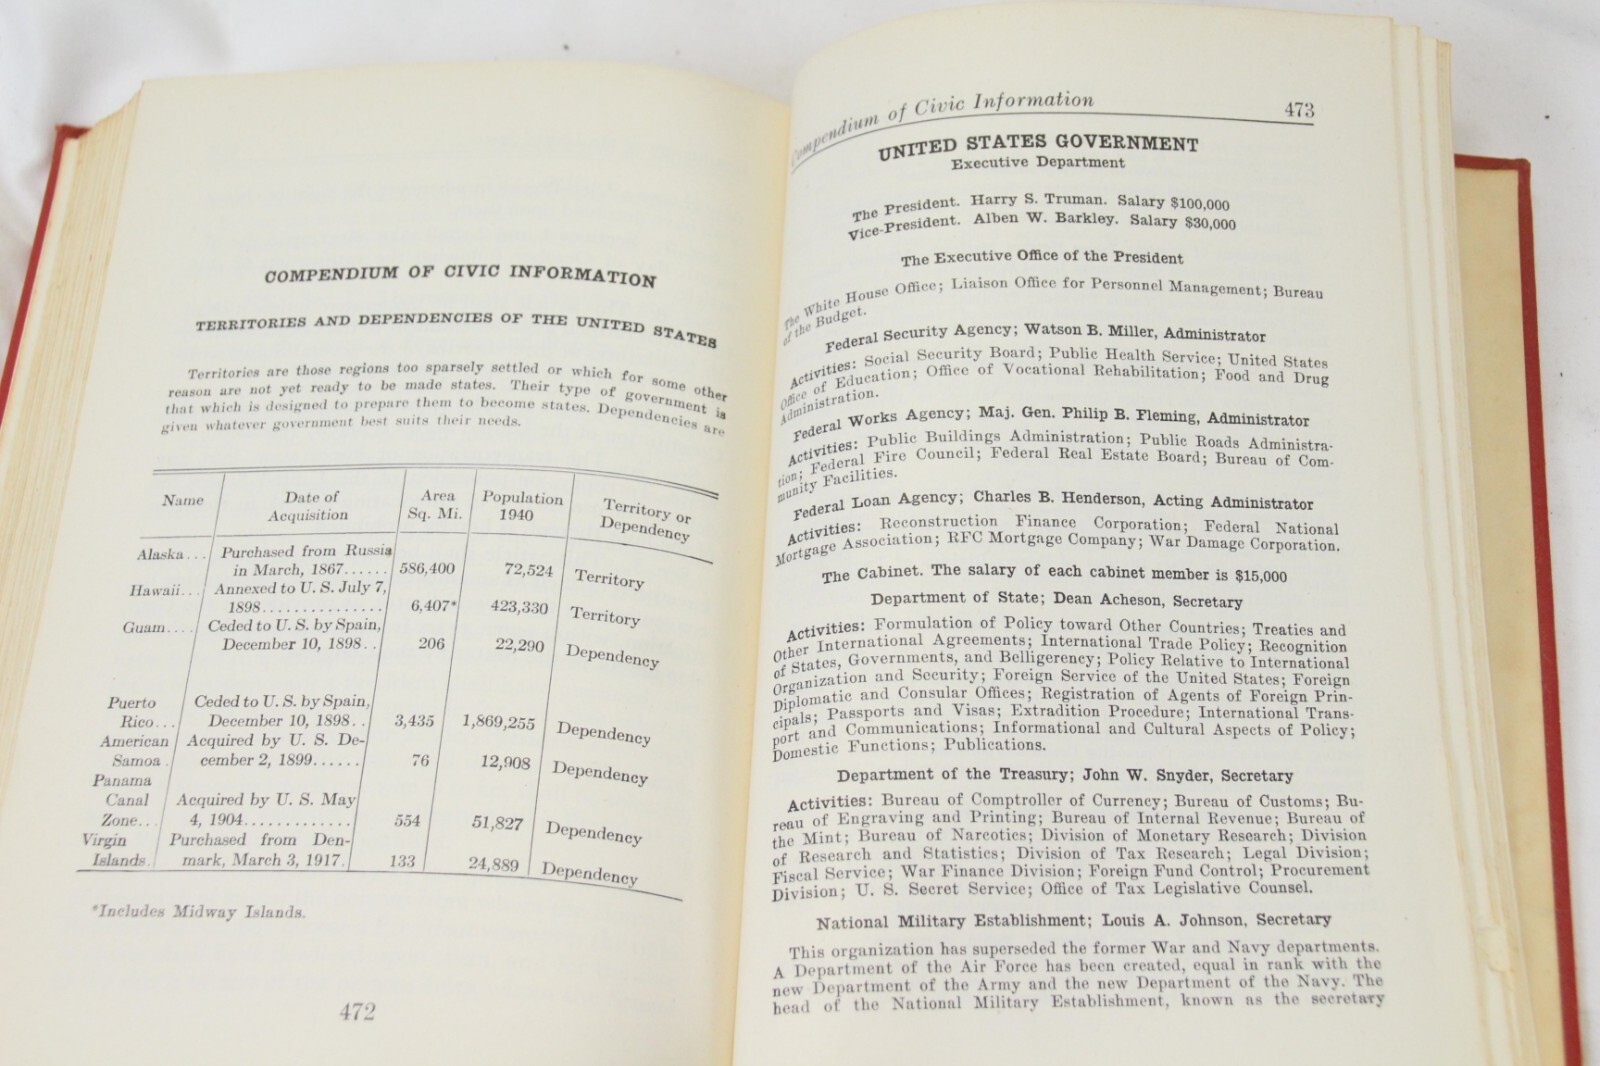 COMPENDIUM OF CIVIC INFORMATION
TERRITORIES AND DEPENDENCIES OF THE UNITED STATES
Territories are those regions too sparsely settled or which for some other
reason are not yet ready to be made states. Their type of government is
that which is designed to prepare them to become states. Dependencies are
given whatever government best suits their needs.
Name Date of Acquisition Area Sq. Mi. Population 1940 Territory or Dependency
Alaska... Purchased from Russia
in March, 1867...... 586,400 72,524 Territory
Hawaii... Annexed to U. S. July 7,
1898............... 6,407* 423,330 Territory
Guam.... Ceded to U. S. by Spain,
December 10, 1898.. 206 22,290 Dependency
Puerto Ceded to U. S. by Spain,
Rico... December 10, 1898.. 3,435 1,869,255 Dependency
American Acquired by U. S. De-
Samoa. cember 2, 1899...... 76 12,908 Dependency
Panama
Canal Acquired by U. S. May
Zone... 4, 1904............. 554 51,827 Dependency
Virgin Purchased from Den-
Islands. mark, March 3, 1917. 133 24,889 Dependency
*Includes Midway Islands.
472
Compendium of Civic Information 473
UNITED STATES GOVERNMENT
Executive Department
The President. Harry S. Truman. Salary $100,000
Vice-President. Alben W. Barkley. Salary $30,000
The Executive Office of the President
The White House Office; Liaison Office for Personnel Management; Bureau
of the Budget.
Federal Security Agency; Watson B. Miller, Administrator
Activities: Social Security Board; Public Health Service; United States
Office of Education; Office of Vocational Rehabilitation; Food and Drug
Administration.
Federal Works Agency; Maj. Gen. Philip B. Fleming, Administrator
Activities: Public Buildings Administration; Public Roads Administra-
tion; Federal Fire Council; Federal Real Estate Board; Bureau of Com-
munity Facilities.
Federal Loan Agency; Charles B. Henderson, Acting Administrator
Activities: Reconstruction Finance Corporation; Federal National
Mortgage Association; RFC Mortgage Company; War Damage Corporation.
The Cabinet. The salary of each cabinet member is $15,000
Department of State; Dean Acheson, Secretary
Activities: Formulation of Policy toward Other Countries; Treaties and
Other International Agreements; International Trade Policy; Recognition
of States, Governments, and Belligerency; Policy Relative to International
Organization and Security; Foreign Service of the United States; Foreign
Diplomatic and Consular Offices; Registration of Agents of Foreign Prin-
cipals; Passports and Visas; Extradition Procedure; International Trans-
port and Communications; Informational and Cultural Aspects of Policy;
Domestic Functions; Publications.
Department of the Treasury; John W. Snyder, Secretary
Activities: Bureau of Comptroller of Currency; Bureau of Customs; Bu-
reau of Engraving and Printing; Bureau of Internal Revenue; Bureau of
the Mint; Bureau of Narcotics; Division of Monetary Research; Division
of Research and Statistics; Division of Tax Research; Legal Division;
Fiscal Service; War Finance Division; Foreign Fund Control; Procurement
Division; U. S. Secret Service; Office of Tax Legislative Counsel.
National Military Establishment; Louis A. Johnson, Secretary
This organization has superseded the former War and Navy departments.
A Department of the Air Force has been created, equal in rank with the
new Department of the Army and the new Department of the Navy. The
head of the National Military Establishment, known as the secretary